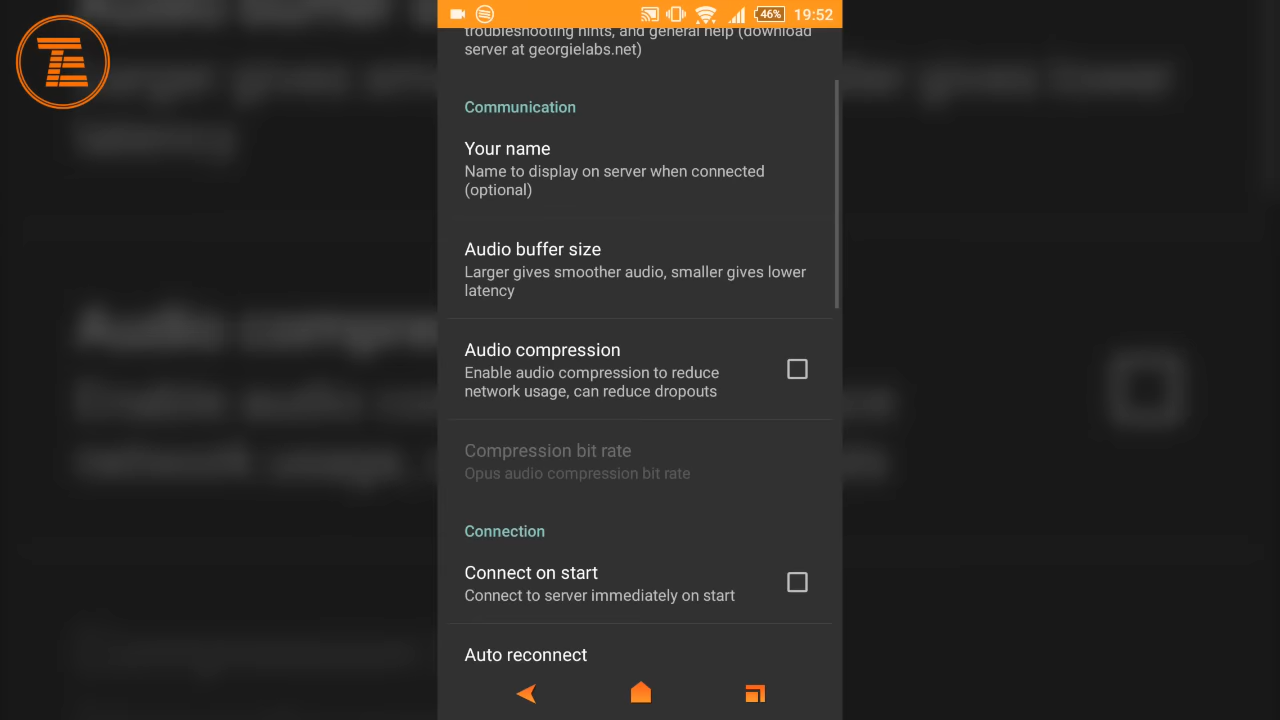 46% 19:52
troubleshooting hints, and general help (download
server at georgielabs.net)
Communication
Your name
Name to display on server when connected
(optional)
Audio buffer size
Larger gives smoother audio, smaller gives lower
latency
Audio compression
Enable audio compression to reduce
network usage, can reduce dropouts
Compression bit rate
Opus audio compression bit rate
Connection
Connect on start
Connect to server immediately on start
Auto reconnect